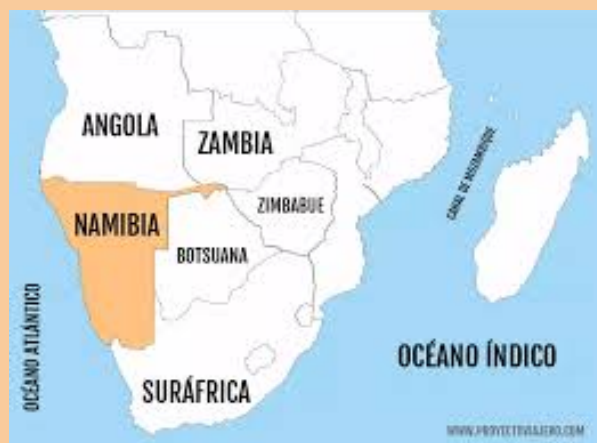 ANGOLA
ZAMBIA
CANAL DE MOZAMBIQUE
NAMIBIA
ZIMBABUE
BOTSUANA
OCÉANO ATLÁNTICO
OCÉANO ÍNDICO
SURÁFRICA
WWW.PROYECTOVIAJERO.COM